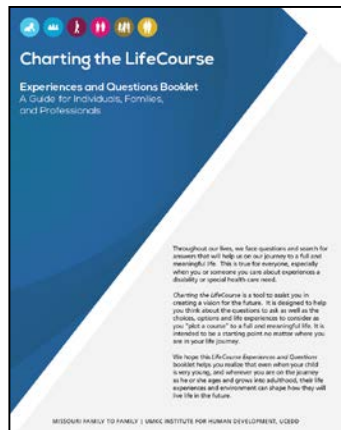 Charting the LifeCourse
Experiences and Questions Booklet
A Guide for Individuals, Families,
and Professionals
Throughout our lives, we face questions and search for
answers that will help us on our journey to a full and
meaningful life. This is true for everyone, especially
when you or someone you care about experiences a
disability or special health care need.
Charting the LifeCourse is a tool to assist you in
creating a vision for the future. It is designed to help
you think about the questions to ask as well as the
choices, options and life experiences to consider as
you "plot a course" to a full and meaningful life. It is
intended to be a starting point no matter where you
are in your life journey.
We hope this LifeCourse Experiences and Questions
booklet helps you realize that even when your child
is very young, and wherever you are on the journey
as he or she ages and grows into adulthood, their life
experiences and environment can shape how they will
live life in the future.
MISSOURI FAMILY TO FAMILY | UMKC INSTITUTE FOR HUMAN DEVELOPMENT, UCEDD